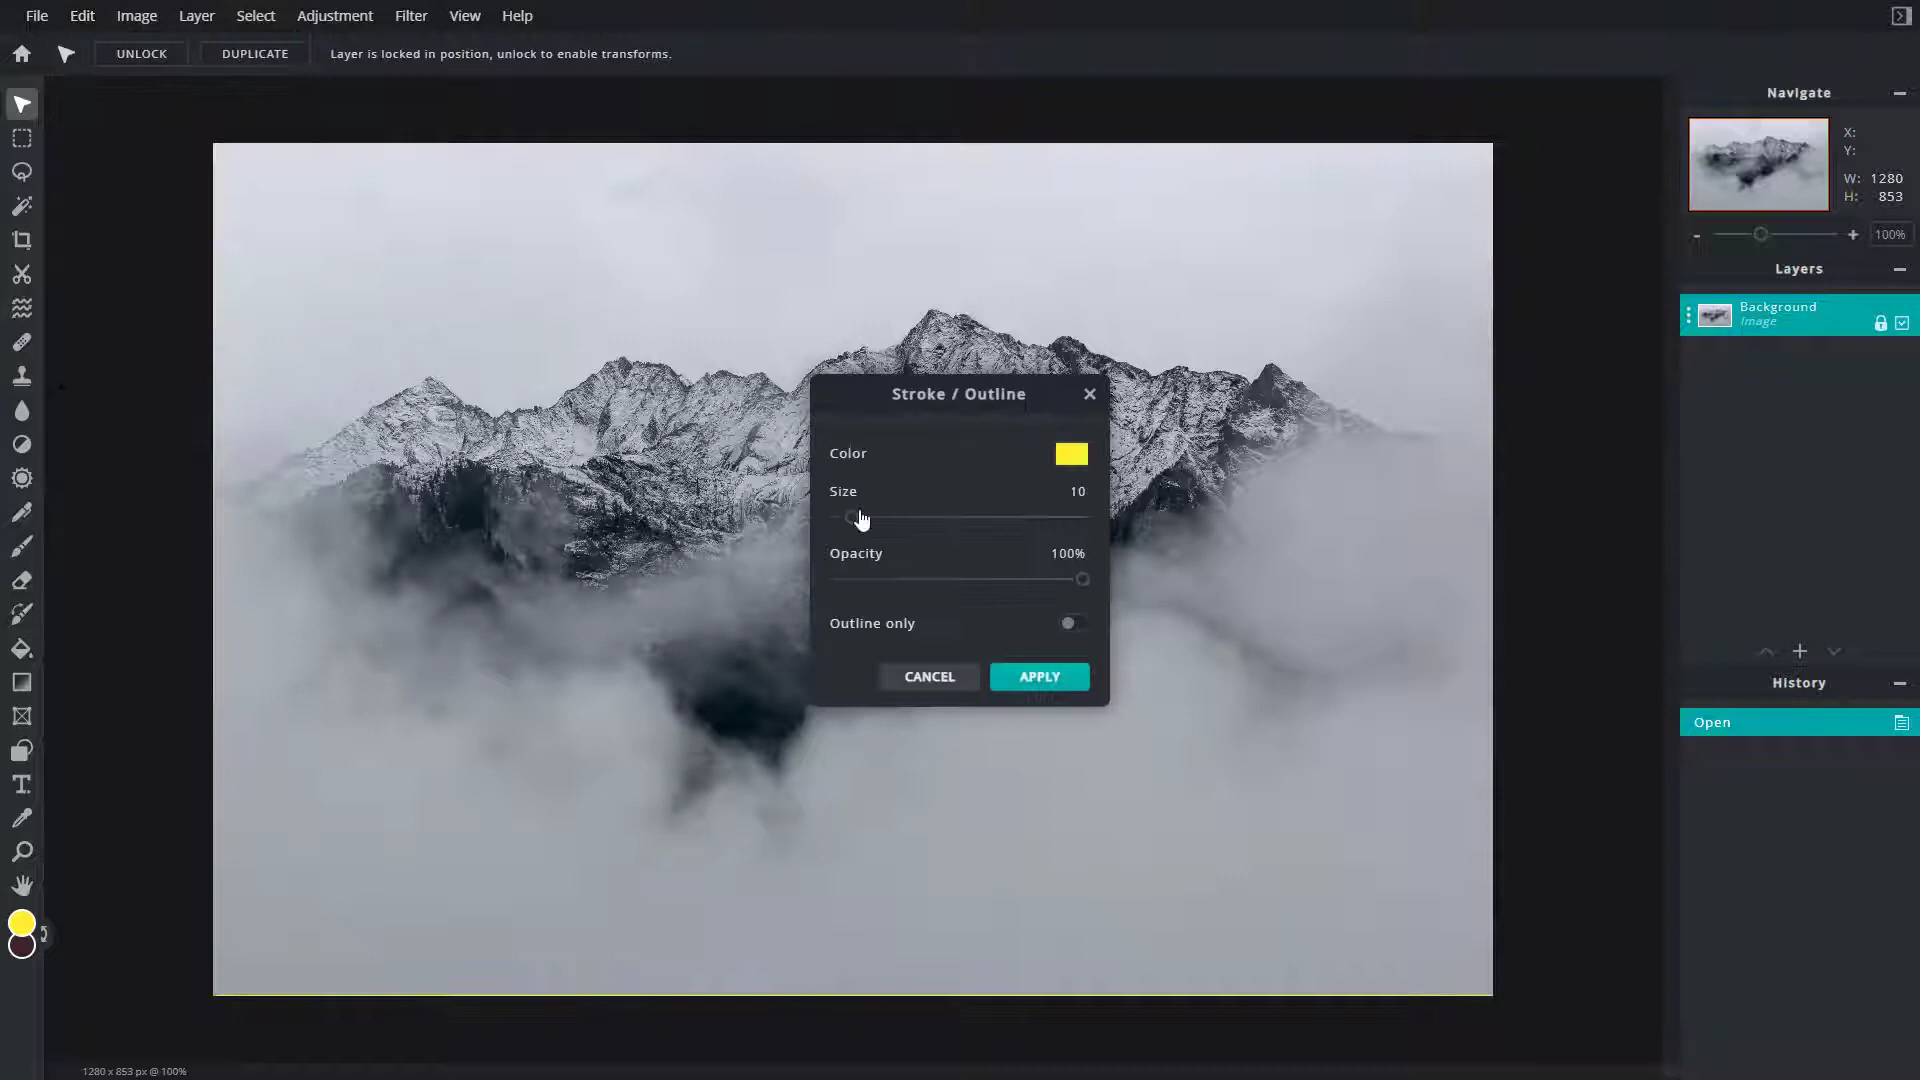 File Edit Image Layer Select Adjustment Filter View Help
UNLOCK DUPLICATE Layer is locked in position, unlock to enable transforms.
Navigate
X:
Y:
W: 1280
H: 853
- + 100%
Layers
Background
Image
Stroke / Outline
Color
Size 10
Opacity 100%
Outline only
CANCEL APPLY
History
Open
1280 x 853 px @ 100%